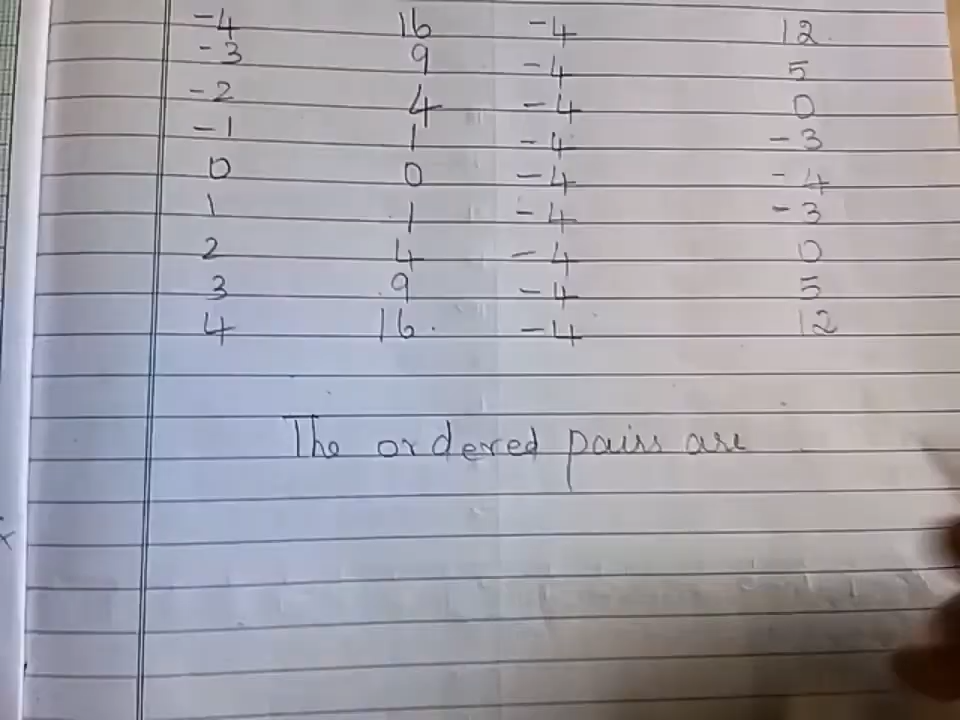 -4 16 -4 12
-3 9 -4 5
-2 4 -4 0
-1 1 -4 -3
0 0 -4 -4
1 1 -4 -3
2 4 -4 0
3 9 -4 5
4 16 -4 12
The ordered pairs are